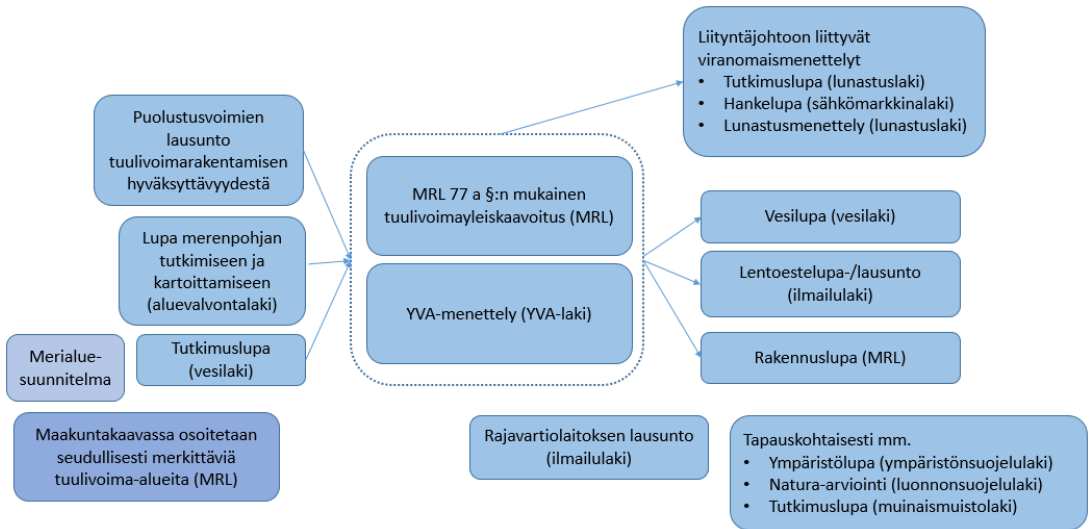 Puolustusvoimien
lausunto
tuulivoimarakentamisen
hyväksyttävyydestä
Lupa merenpohjan
tutkimiseen ja
kartoittamiseen
(aluevalvontalaki)
Merialue-
suunnitelma
Tutkimuslupa
(vesilaki)
Maakuntakaavassa osoitetaan
seudullisesti merkittäviä
tuulivoima-alueita (MRL)
MRL 77 a §:n mukainen
tuulivoimayleiskaavoitus (MRL)
YVA-menettely (YVA-laki)
Liityntäjohtoon liittyvät
viranomaismenettelyt
• Tutkimuslupa (lunastuslaki)
• Hankelupa (sähkömarkkinalaki)
• Lunastusmenettely (lunastuslaki)
Vesilupa (vesilaki)
Lentoestelupa-/lausunto
(ilmailulaki)
Rakennuslupa (MRL)
Rajavartiolaitoksen lausunto
(ilmailulaki)
Tapauskohtaisesti mm.
• Ympäristölupa (ympäristönsuojelulaki)
• Natura-arviointi (luonnonsuojelulaki)
• Tutkimuslupa (muinaismuistolaki)